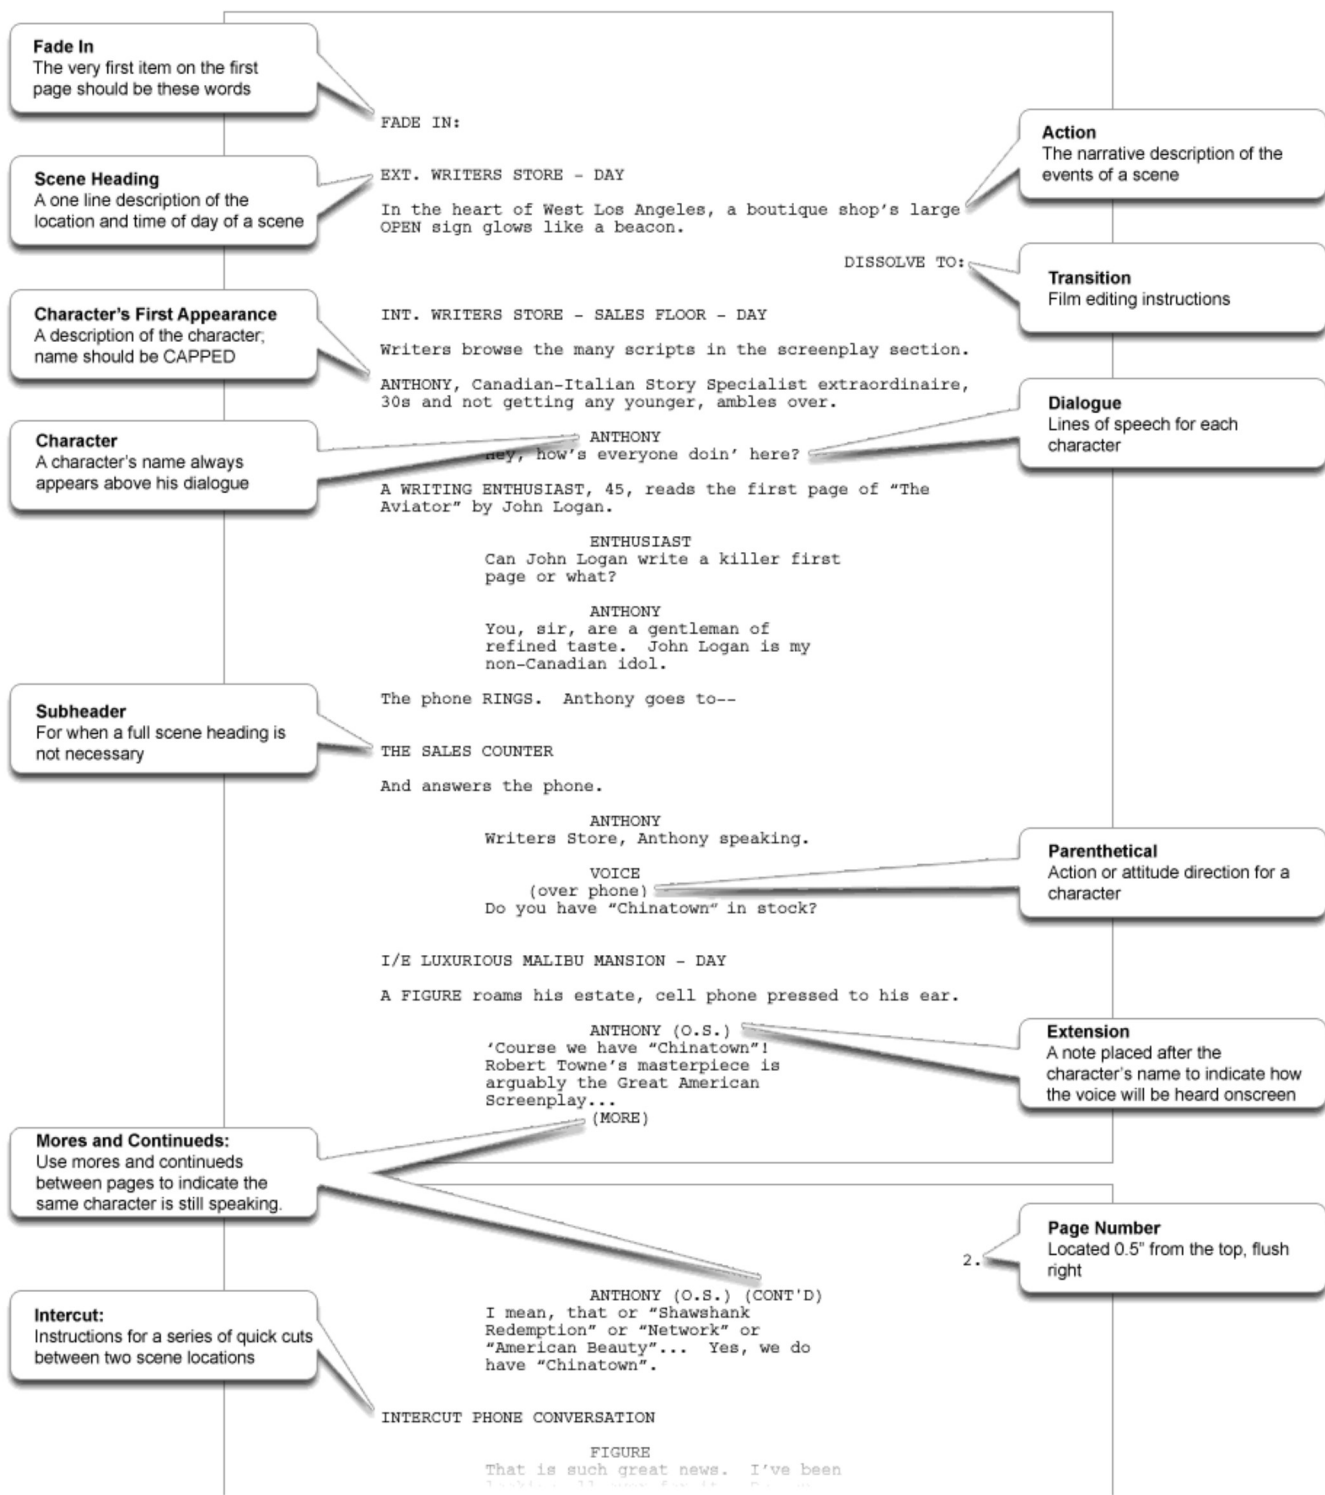 Fade In
The very first item on the first
page should be these words
FADE IN:
Action
The narrative description of the
events of a scene
Scene Heading
A one line description of the
location and time of day of a scene
EXT. WRITERS STORE - DAY
In the heart of West Los Angeles, a boutique shop's large
OPEN sign glows like a beacon.
DISSOLVE TO:
Transition
Film editing instructions
Character's First Appearance
A description of the character;
name should be CAPPED
INT. WRITERS STORE - SALES FLOOR - DAY
Writers browse the many scripts in the screenplay section.
ANTHONY, Canadian-Italian Story Specialist extraordinaire,
30s and not getting any younger, ambles over.
Dialogue
Lines of speech for each
character
Character
A character's name always
appears above his dialogue
ANTHONY
Hey, how's everyone doin' here?
A WRITING ENTHUSIAST, 45, reads the first page of “The
Aviator” by John Logan.
ENTHUSIAST
Can John Logan write a killer first
page or what?
ANTHONY
You, sir, are a gentleman of
refined taste.  John Logan is my
non-Canadian idol.
The phone RINGS.  Anthony goes to--
Subheader
For when a full scene heading is
not necessary
THE SALES COUNTER
And answers the phone.
ANTHONY
Writers Store, Anthony speaking.
VOICE
(over phone)
Do you have “Chinatown” in stock?
Parenthetical
Action or attitude direction for a
character
I/E LUXURIOUS MALIBU MANSION - DAY
A FIGURE roams his estate, cell phone pressed to his ear.
ANTHONY (O.S.)
‘Course we have “Chinatown”!
Robert Towne's masterpiece is
arguably the Great American
Screenplay...
(MORE)
Extension
A note placed after the
character's name to indicate how
the voice will be heard onscreen
Mores and Continueds:
Use mores and continueds
between pages to indicate the
same character is still speaking.
Page Number
Located 0.5” from the top, flush
right
2.
ANTHONY (O.S.) (CONT'D)
I mean, that or “Shawshank
Redemption” or “Network” or
“American Beauty”...  Yes, we do
have “Chinatown”.
Intercut:
Instructions for a series of quick cuts
between two scene locations
INTERCUT PHONE CONVERSATION
FIGURE
That is such great news.  I've been